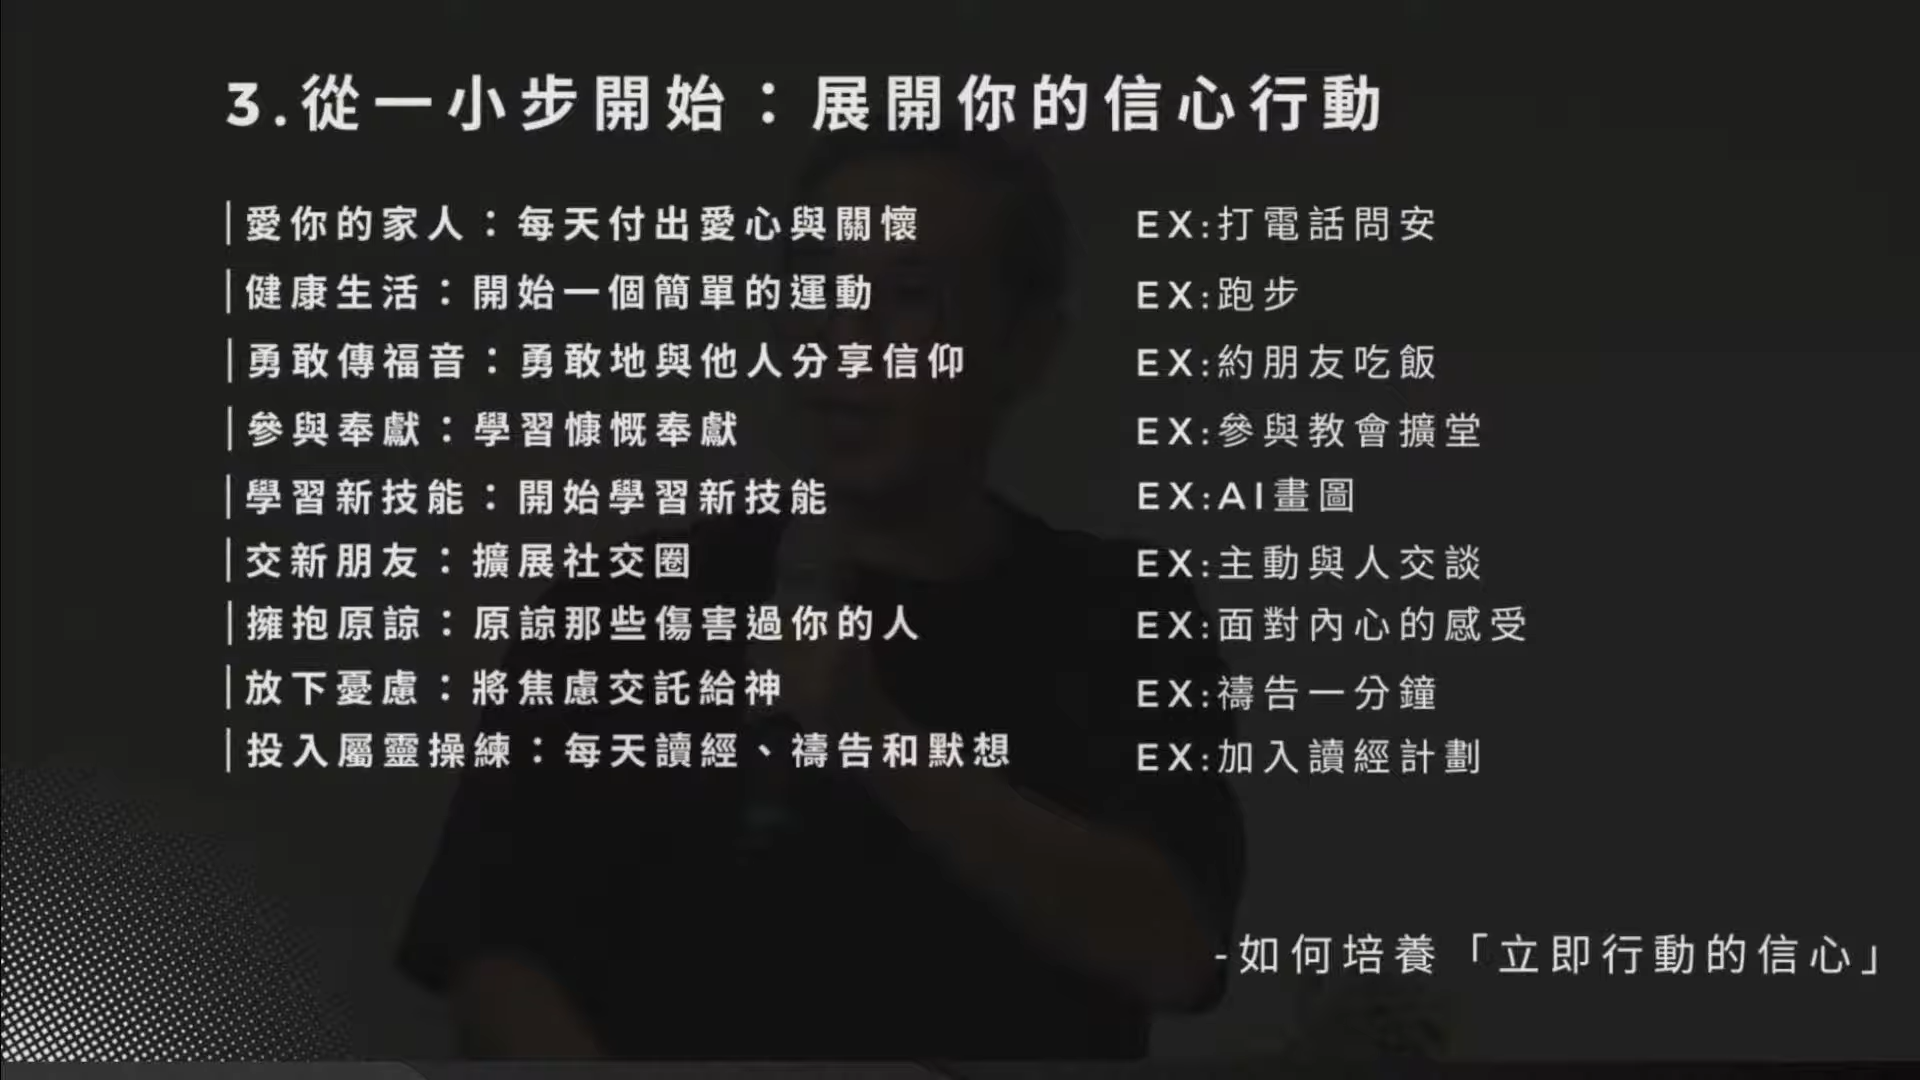 3.從一小步開始：展開你的信心行動
愛你的家人：每天付出愛心與關懷 EX:打電話問安
健康生活：開始一個簡單的運動 EX:跑步
勇敢傳福音：勇敢地與他人分享信仰 EX:約朋友吃飯
參與奉獻：學習慷慨奉獻 EX:參與教會擴堂
學習新技能：開始學習新技能 EX:AI畫圖
交新朋友：擴展社交圈 EX:主動與人交談
擁抱原諒：原諒那些傷害過你的人 EX:面對內心的感受
放下憂慮：將焦慮交託給神 EX:禱告一分鐘
投入屬靈操練：每天讀經、禱告和默想 EX:加入讀經計劃
-如何培養「立即行動的信心」